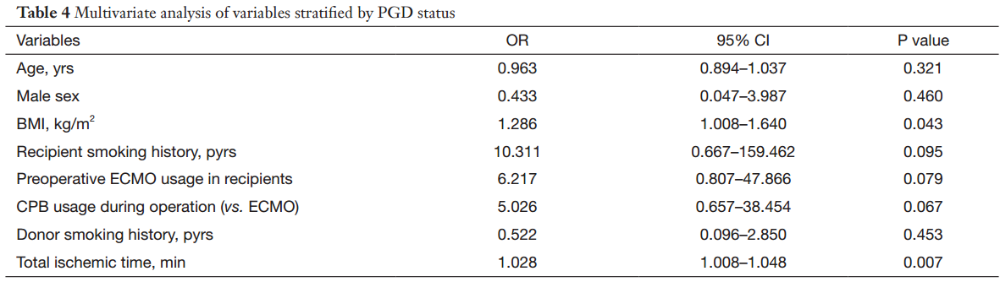 Table 4 Multivariate analysis of variables stratified by PGD status
Variables OR 95% CI P value
Age, yrs 0.963 0.894–1.037 0.321
Male sex 0.433 0.047–3.987 0.460
BMI, kg/m² 1.286 1.008–1.640 0.043
Recipient smoking history, pyrs 10.311 0.667–159.462 0.095
Preoperative ECMO usage in recipients 6.217 0.807–47.866 0.079
CPB usage during operation (vs. ECMO) 5.026 0.657–38.454 0.067
Donor smoking history, pyrs 0.522 0.096–2.850 0.453
Total ischemic time, min 1.028 1.008–1.048 0.007